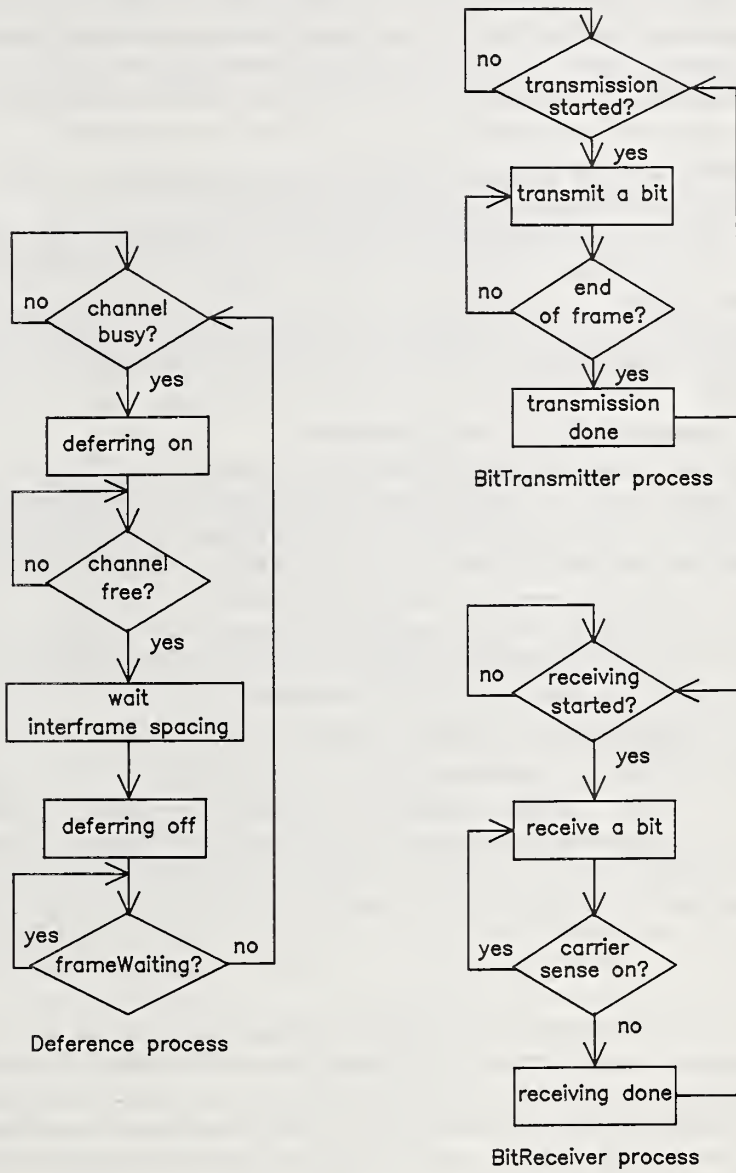 no
channel
busy?
yes
deferring on
no
channel
free?
yes
wait
interframe spacing
deferring off
yes
frameWaiting?
no
Deference process
no
transmission
started?
yes
transmit a bit
no
end
of frame?
yes
transmission
done
BitTransmitter process
no
receiving
started?
yes
receive a bit
yes
carrier
sense on?
no
receiving done
BitReceiver process